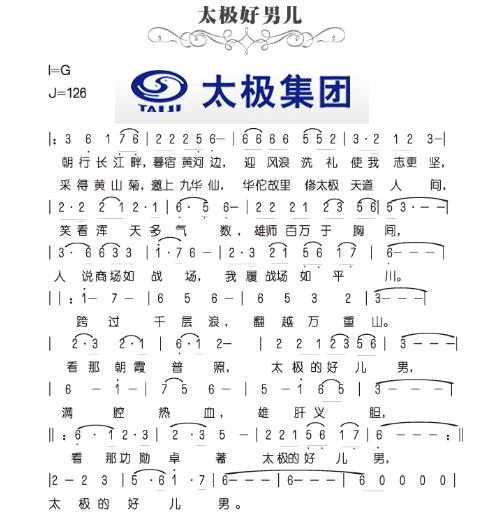 太极好男儿
I=G
J=126
TAIJI 太极集团
|: 3 6 1 7 6 | 2 2 2 5 6- | 6 6 6 6 5 5 2 | 3·2 1 2 3- |
朝行长江畔,暮宿黄河边, 迎 风浪 洗 礼 使我 志更 坚,
采得黄山菊,邀上九华仙, 华佗故里 修太极 天道 人 间,
| 2·2 2 1 2·1 | 6·5 6- | 2 2 2 1 2 3 5 6 | 5 3·- - |
笑看浑 天多气 数,雄师百万于 胸 间,
| 3·6 6 3 3 | 1·7 6- | 2·3 2 1 5 6 1 7 | 6- - - |
人 说商场如 战 场, 我 履战场如 平 川。
|| : 1- 7 - | 6 5 6 - | 6 5 3 2 | 3- - - |
跨 过 千 层 浪, 翻 越 万 重 山。
| 2·3 2 1 | 6·1 2- | 2 2 1 2 3 5 6 | 3- - - |
看 那 朝 霞 普 照, 太 极 的 好 儿 男,
| 6 - 1 - | 7 5 6 - | 5 -1 6 5 | 3- - - |
满 腔 热 血, 雄 肝 义 胆,
||: 6·1 2·3 | 5·3 2- | 2 2 1 5 6 1 7 | 6 - - - :||
看 那功 勋 卓 著 太极的好 儿 男,
| 2 - 2 3 | 5·6 1 7 | 6- - - | 6- - - | 6 0 0 0 0 |
太 极 的 好 儿 男。